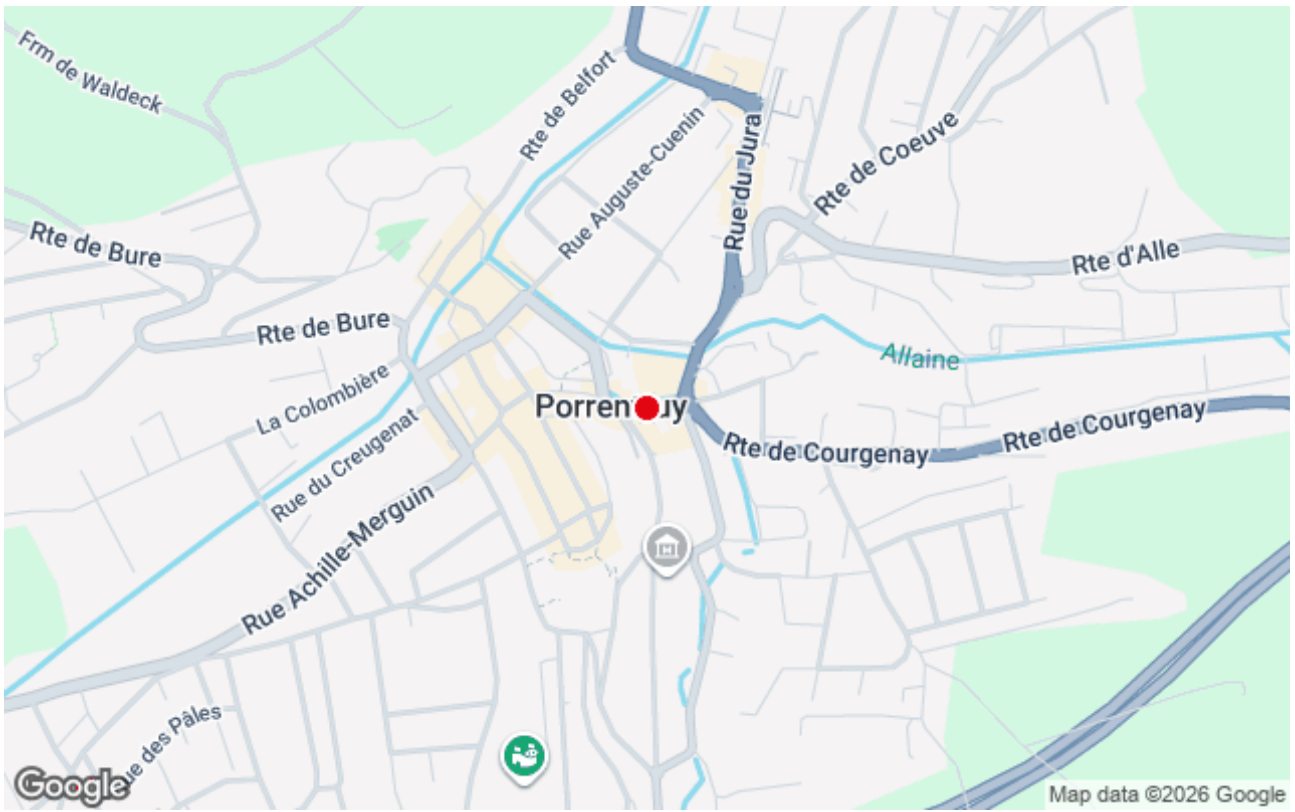 Frm de Waldeck
Rte de Belfort
Rue Auguste-Cuenin
Rue du Jura
Rte de Coeuve
Rte de Bure
Rte d'Alle
Rte de Bure
Allaine
La Colombière
Porrentruy
Rue du Creugenat
Rte de Courgenay
Rte de Courgenay
Rue Achille-Merguin
Rue des Pâles
Google
Map data ©2026 Google